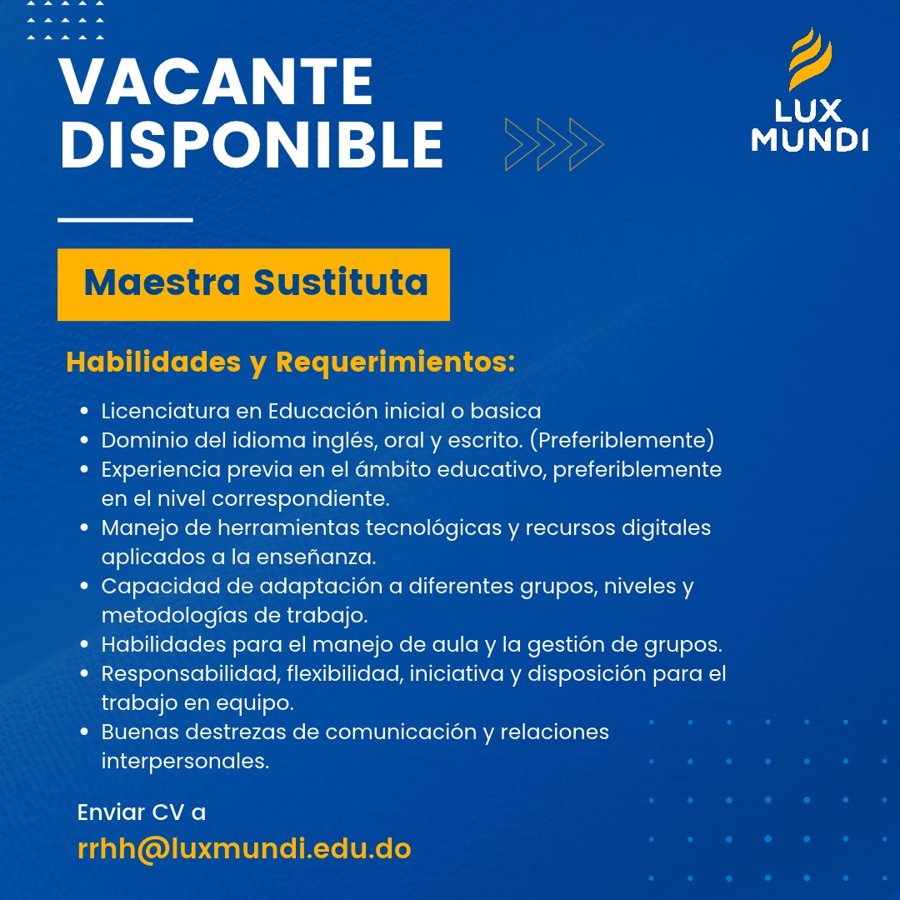 VACANTE
DISPONIBLE
LUX
MUNDI
Maestra Sustituta
Habilidades y Requerimientos:
• Licenciatura en Educación inicial o basica
• Dominio del idioma inglés, oral y escrito. (Preferiblemente)
• Experiencia previa en el ámbito educativo, preferiblemente
en el nivel correspondiente.
• Manejo de herramientas tecnológicas y recursos digitales
aplicados a la enseñanza.
• Capacidad de adaptación a diferentes grupos, niveles y
metodologías de trabajo.
• Habilidades para el manejo de aula y la gestión de grupos.
• Responsabilidad, flexibilidad, iniciativa y disposición para el
trabajo en equipo.
• Buenas destrezas de comunicación y relaciones
interpersonales.
Enviar CV a
rrhh@luxmundi.edu.do